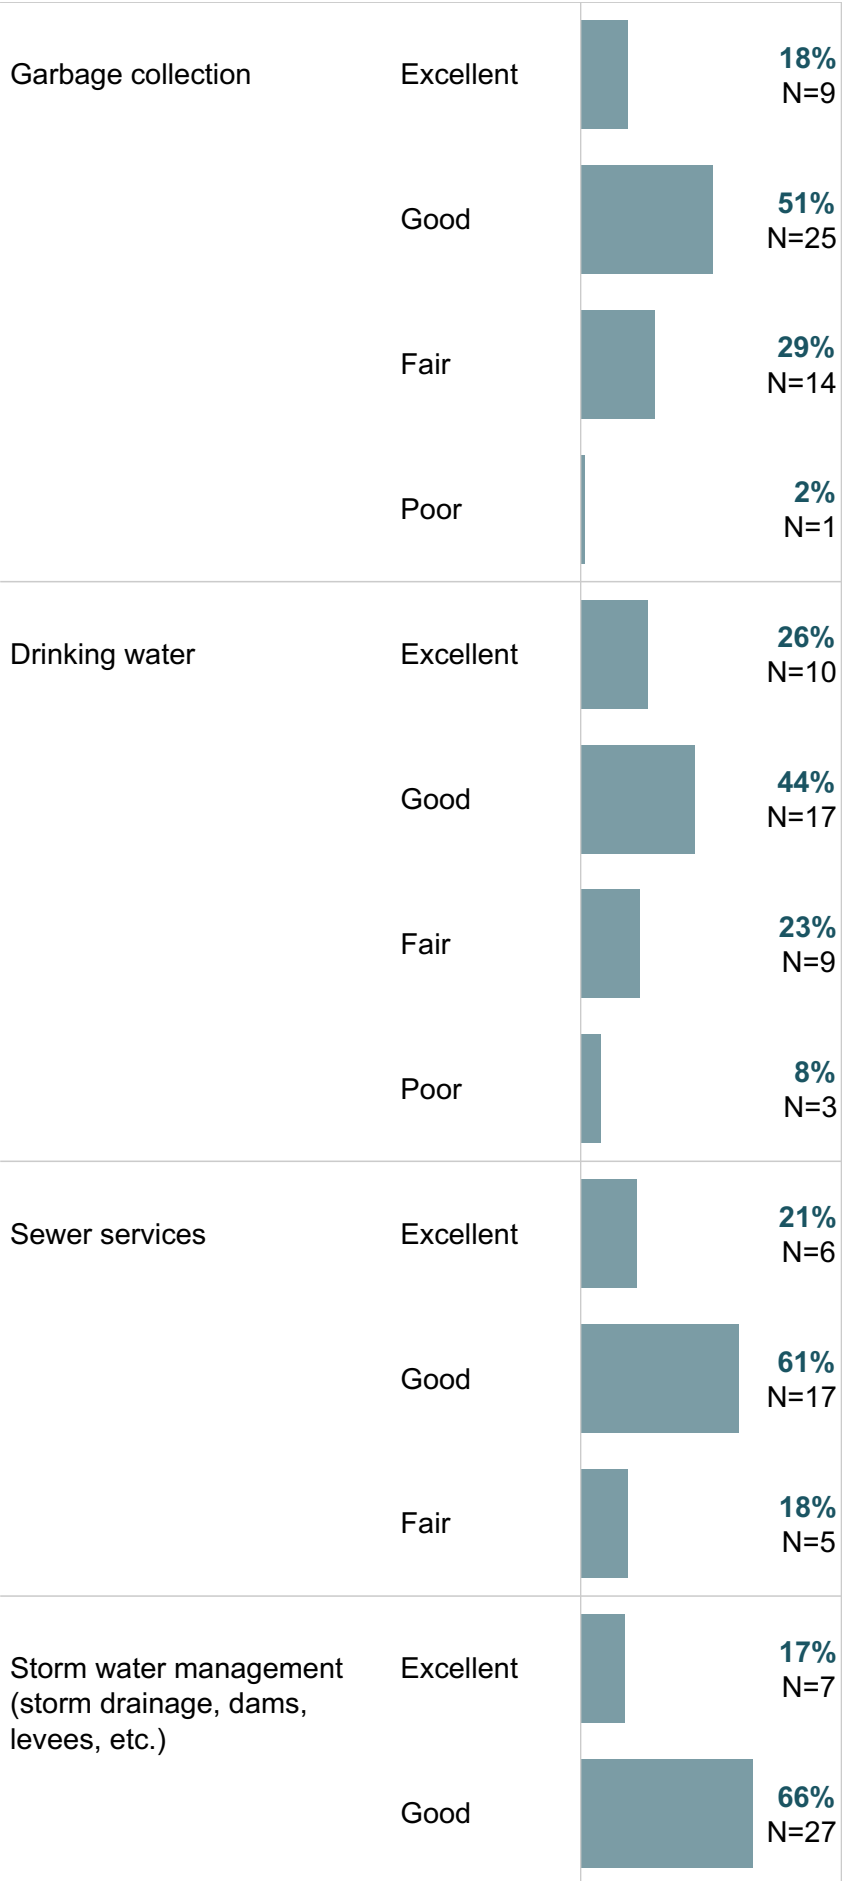 Garbage collection
Excellent
18%
N=9
Good
51%
N=25
Fair
29%
N=14
Poor
2%
N=1
Drinking water
Excellent
26%
N=10
Good
44%
N=17
Fair
23%
N=9
Poor
8%
N=3
Sewer services
Excellent
21%
N=6
Good
61%
N=17
Fair
18%
N=5
Storm water management
(storm drainage, dams,
levees, etc.)
Excellent
17%
N=7
Good
66%
N=27